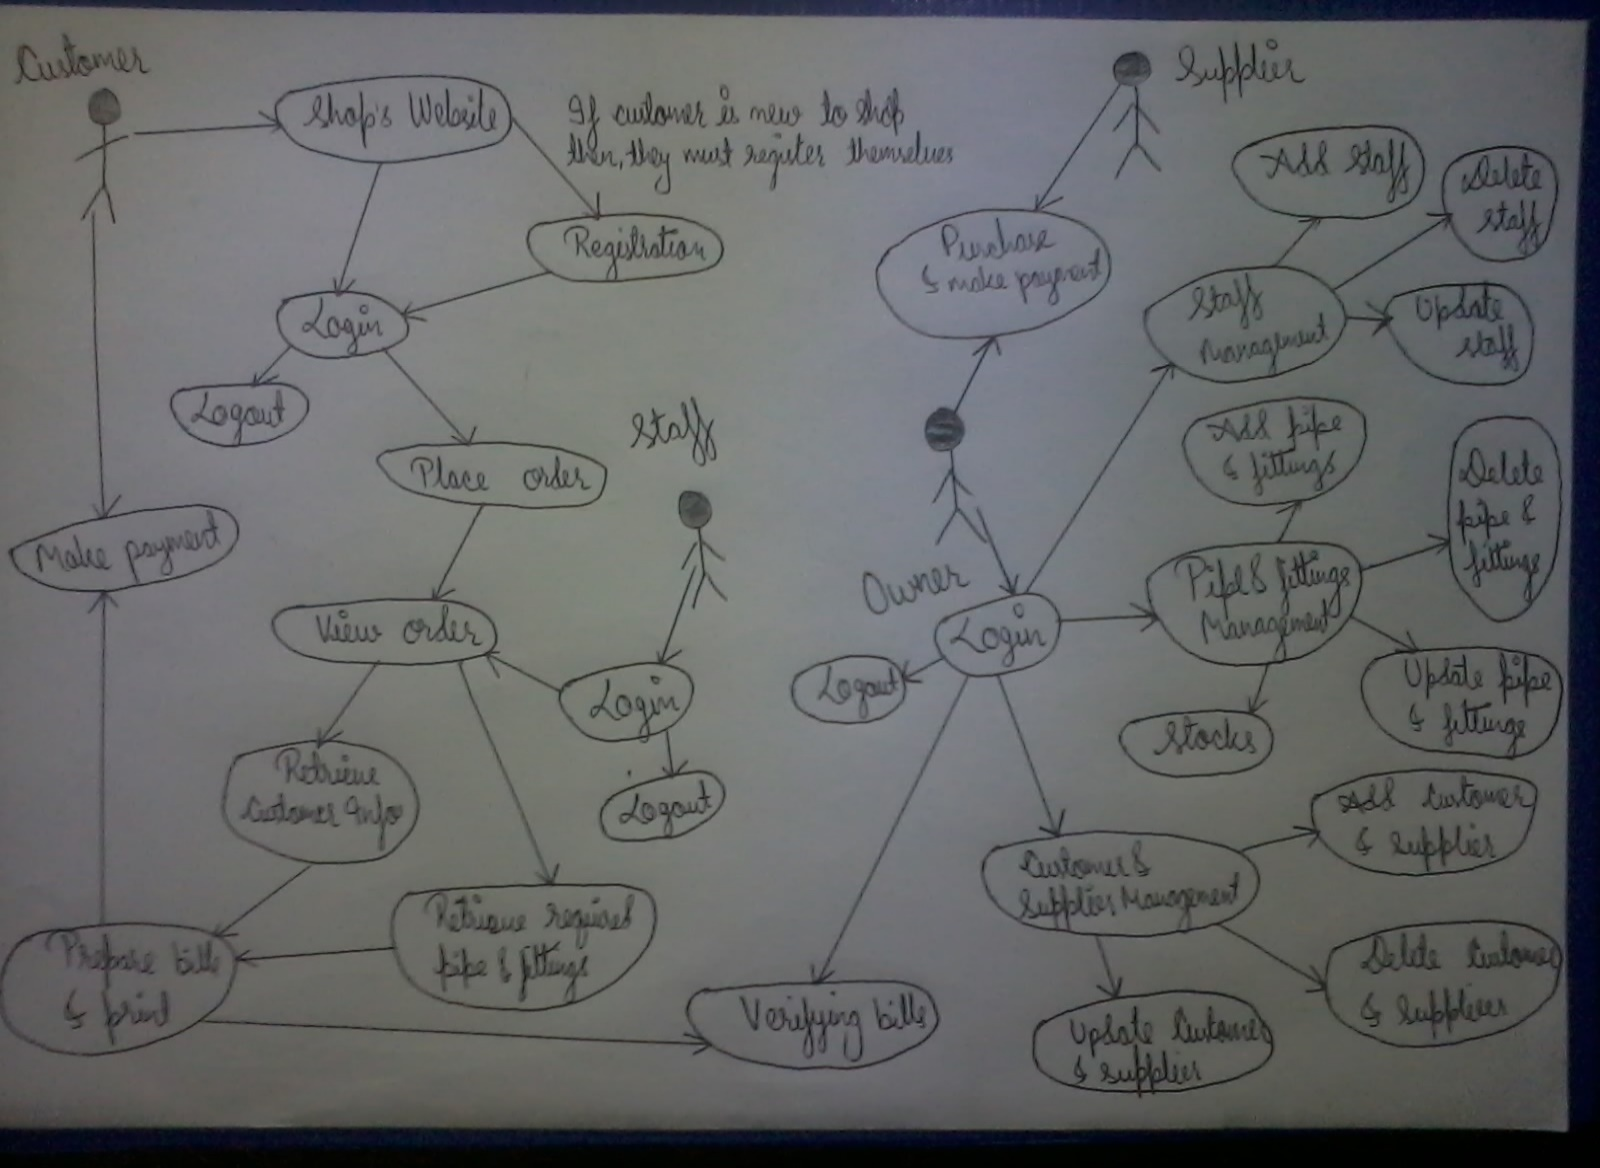 Customer
Shop's Website
If customer is new to shop
then, they must register themselves
Registration
Login
Logout
Place order
Make payment
Staff
View order
Login
Logout
Retrieve
Customer Info
Retrieve required
pipe & fittings
Prepare bills
& print
Verifying bills
Supplier
Purchase
& make payment
Owner
Login
Logout
Staff
Management
Add Staff
Delete
Staff
Update
staff
Add pipe
& fittings
Delete
pipe &
fittings
Pipe & fittings
Management
Update pipe
& fittings
Stocks
Customer &
Supplier Management
Add Customer
& Supplier
Delete Customer
& Supplier
Update Customer
& Supplier